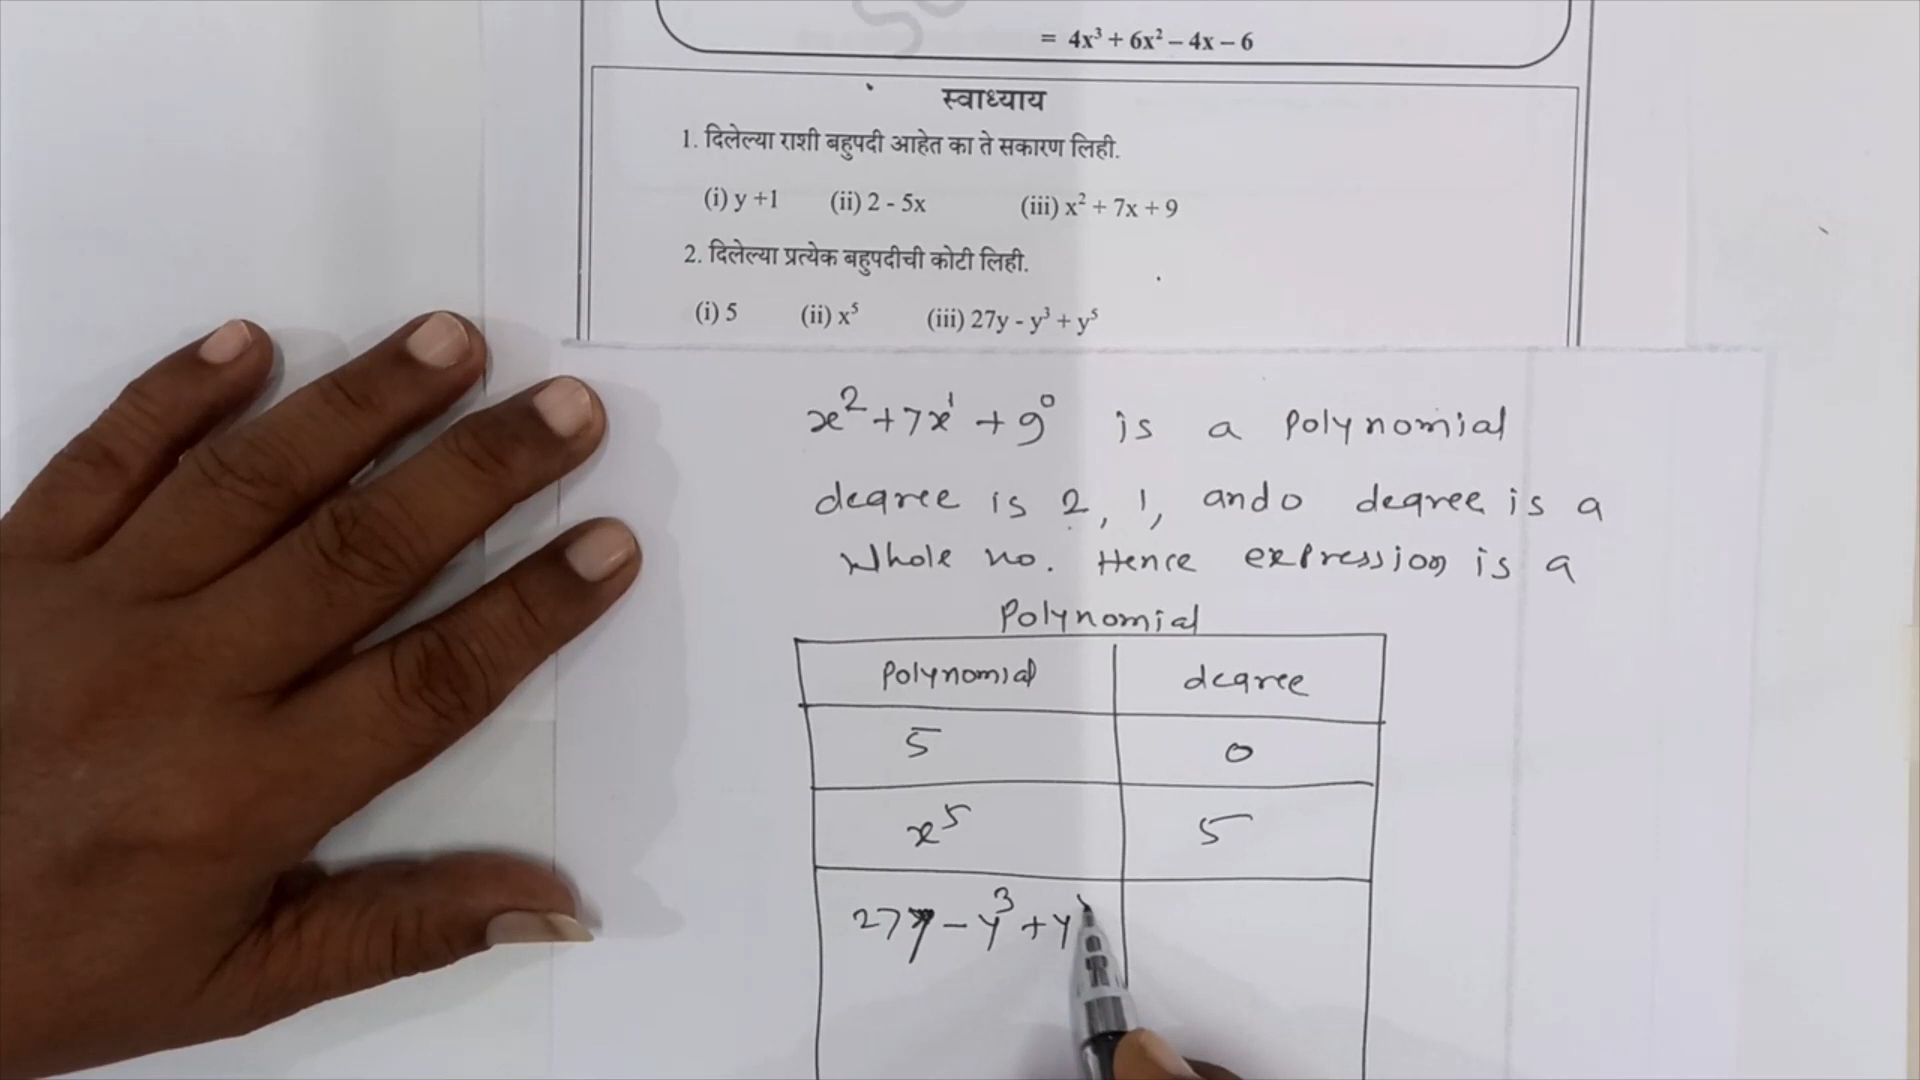 = 4x³ + 6x² – 4x – 6
स्वाध्याय
1. दिलेल्या राशी बहुपदी आहेत का ते सकारण लिही.
(i) y +1 (ii) 2 - 5x (iii) x² + 7x + 9
2. दिलेल्या प्रत्येक बहुपदीची कोटी लिही.
(i) 5 (ii) x⁵ (iii) 27y - y³ + y⁵
x² + 7x¹ + 9⁰ is a polynomial
degree is 2, 1, and 0 degree is a
whole no. Hence expression is a
polynomial
polynomial degree
5 0
x⁵ 5
27y - y³ + y